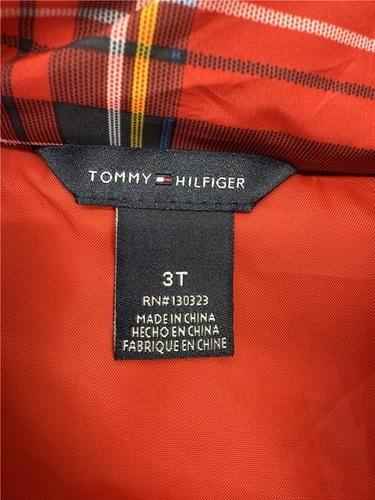 TOMMY HILFIGER
3T
RN#130323
MADE IN CHINA
HECHO EN CHINA
FABRIQUE EN CHINE